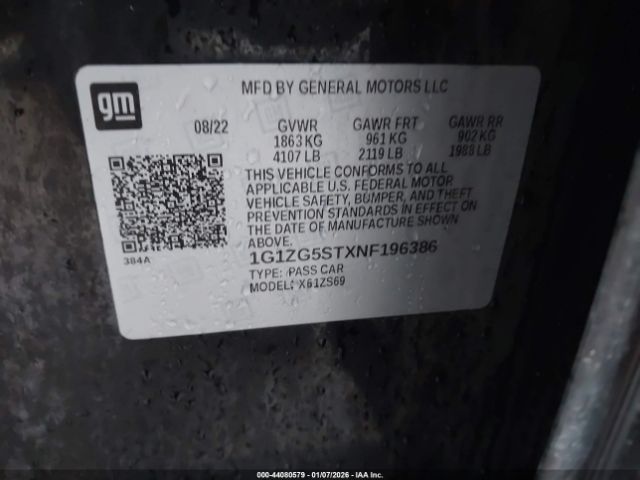 gm
MFD BY GENERAL MOTORS LLC
08/22 GVWR GAWR FRT GAWR RR
1863 KG 961 KG 902 KG
4107 LB 2119 LB 1988 LB
THIS VEHICLE CONFORMS TO ALL
APPLICABLE U.S. FEDERAL MOTOR
VEHICLE SAFETY, BUMPER, AND THEFT
PREVENTION STANDARDS IN EFFECT ON
THE DATE OF MANUFACTURE SHOWN
ABOVE.
384A
1G1ZG5STXNF196386
TYPE: PASS CAR
MODEL: X61ZS69
000-44080579 — 01/07/2026 — IAA Inc.